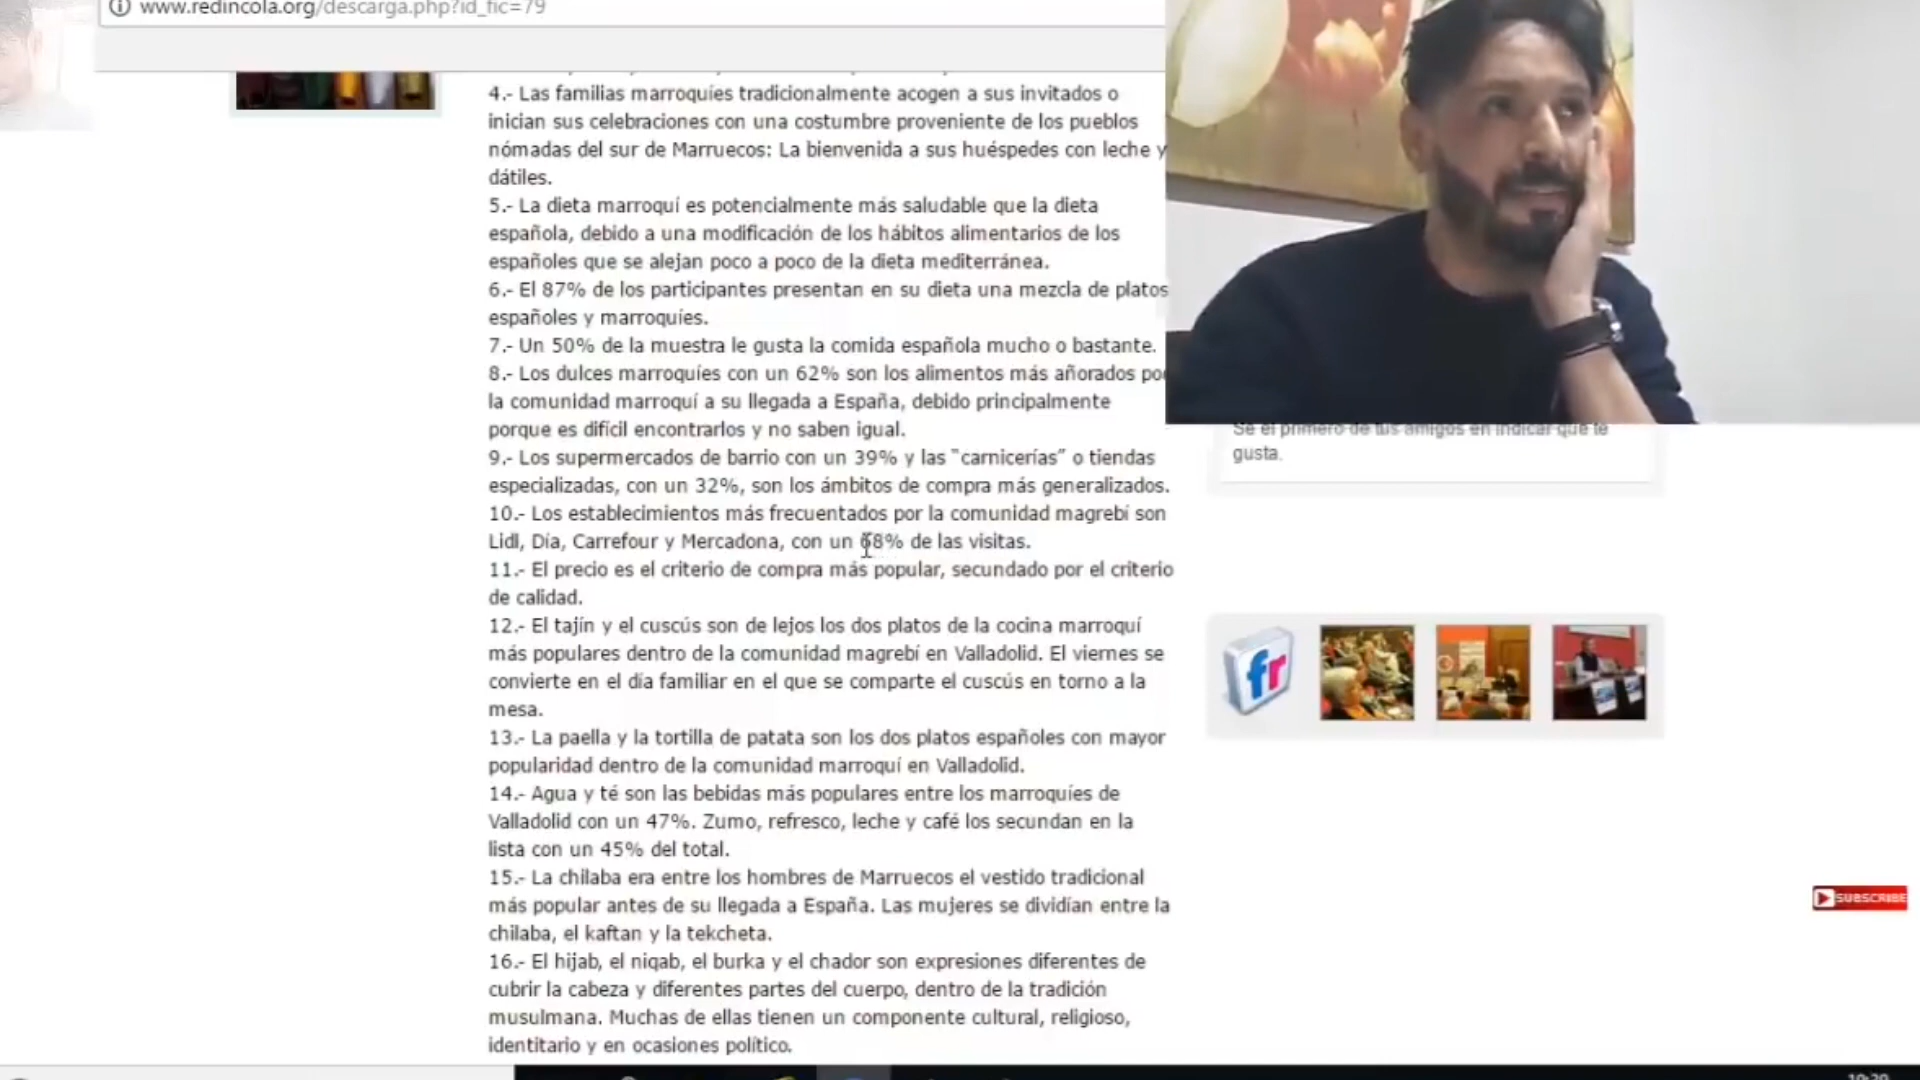 www.redincola.org/descarga.php?id_fic=79
4.- Las familias marroquíes tradicionalmente acogen a sus invitados o
inician sus celebraciones con una costumbre proveniente de los pueblos
nómadas del sur de Marruecos: La bienvenida a sus huéspedes con leche y
dátiles.
5.- La dieta marroquí es potencialmente más saludable que la dieta
española, debido a una modificación de los hábitos alimentarios de los
españoles que se alejan poco a poco de la dieta mediterránea.
6.- El 87% de los participantes presentan en su dieta una mezcla de platos
españoles y marroquíes.
7.- Un 50% de la muestra le gusta la comida española mucho o bastante.
8.- Los dulces marroquíes con un 62% son los alimentos más añorados po
la comunidad marroquí a su llegada a España, debido principalmente
porque es difícil encontrarlos y no saben igual.
9.- Los supermercados de barrio con un 39% y las "carnicerías" o tiendas
especializadas, con un 32%, son los ámbitos de compra más generalizados.
10.- Los establecimientos más frecuentados por la comunidad magrebí son
Lidl, Día, Carrefour y Mercadona, con un 68% de las visitas.
11.- El precio es el criterio de compra más popular, secundado por el criterio
de calidad.
12.- El tajín y el cuscús son de lejos los dos platos de la cocina marroquí
más populares dentro de la comunidad magrebí en Valladolid. El viernes se
convierte en el día familiar en el que se comparte el cuscús en torno a la
mesa.
13.- La paella y la tortilla de patata son los dos platos españoles con mayor
popularidad dentro de la comunidad marroquí en Valladolid.
14.- Agua y té son las bebidas más populares entre los marroquíes de
Valladolid con un 47%. Zumo, refresco, leche y café los secundan en la
lista con un 45% del total.
15.- La chilaba era entre los hombres de Marruecos el vestido tradicional
más popular antes de su llegada a España. Las mujeres se dividían entre la
chilaba, el kaftan y la tekcheta.
16.- El hijab, el niqab, el burka y el chador son expresiones diferentes de
cubrir la cabeza y diferentes partes del cuerpo, dentro de la tradición
musulmana. Muchas de ellas tienen un componente cultural, religioso,
identitario y en ocasiones político.
Sé el primero de tus amigos en indicar que te
gusta.
fr
SUBSCRIBE